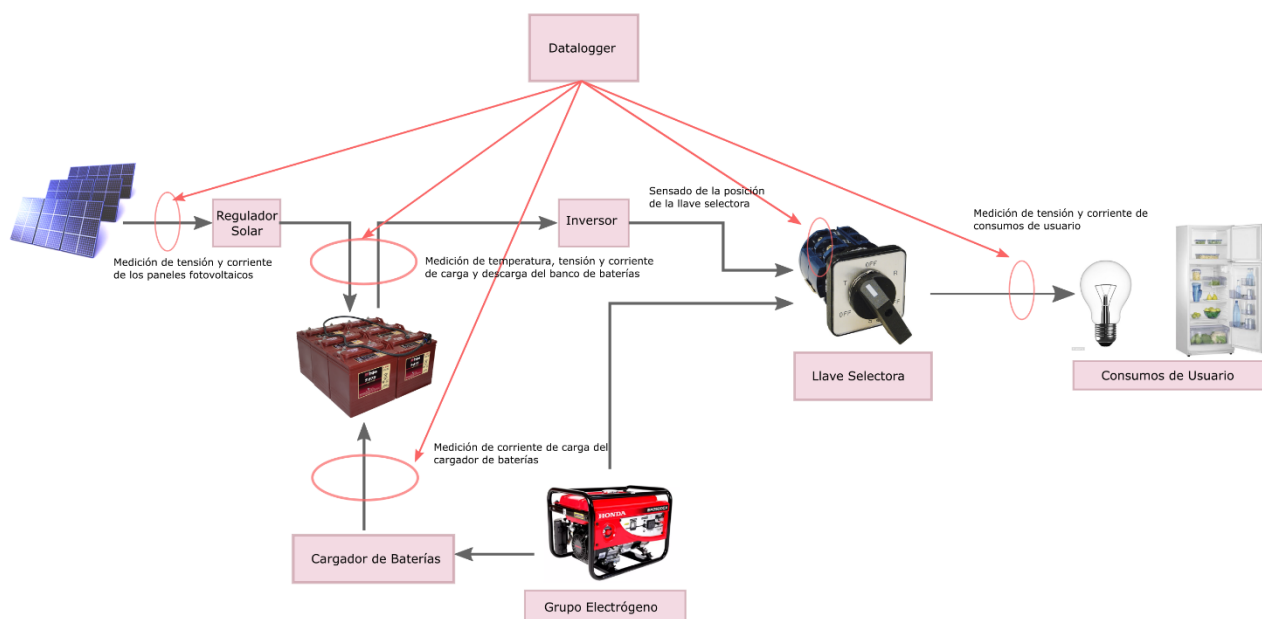 Datalogger
Sensado de la posición
de la llave selectora
Medición de tensión y corriente de
consumos de usuario
Regulador
Solar
Inversor
Medición de tensión y corriente
de los paneles fotovoltaicos
Medición de temperatura, tensión y corriente
de carga y descarga del banco de baterías
OFF
T
R
OFF
F
Llave Selectora
Consumos de Usuario
Medición de corriente de carga del
cargador de baterías
HONDA
Cargador de Baterías
Grupo Electrógeno